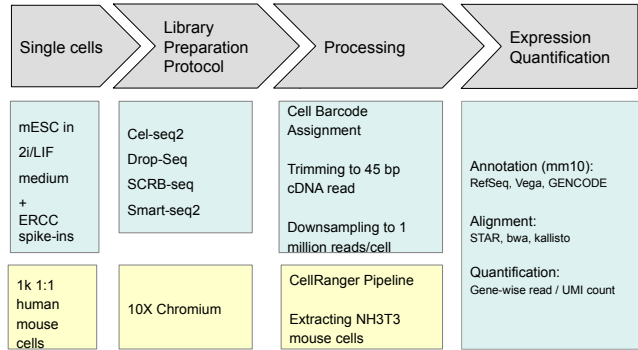 Single cells
Library
Preparation
Protocol
Processing
Expression
Quantification
mESC in
2i/LIF
medium
+
ERCC
spike-ins
Cel-seq2
Drop-Seq
SCRB-seq
Smart-seq2
Cell Barcode
Assignment
Trimming to 45 bp
cDNA read
Downsampling to 1
million reads/cell
Annotation (mm10):
RefSeq, Vega, GENCODE
Alignment:
STAR, bwa, kallisto
Quantification:
Gene-wise read / UMI count
1k 1:1
human
mouse
cells
10X Chromium
CellRanger Pipeline
Extracting NH3T3
mouse cells